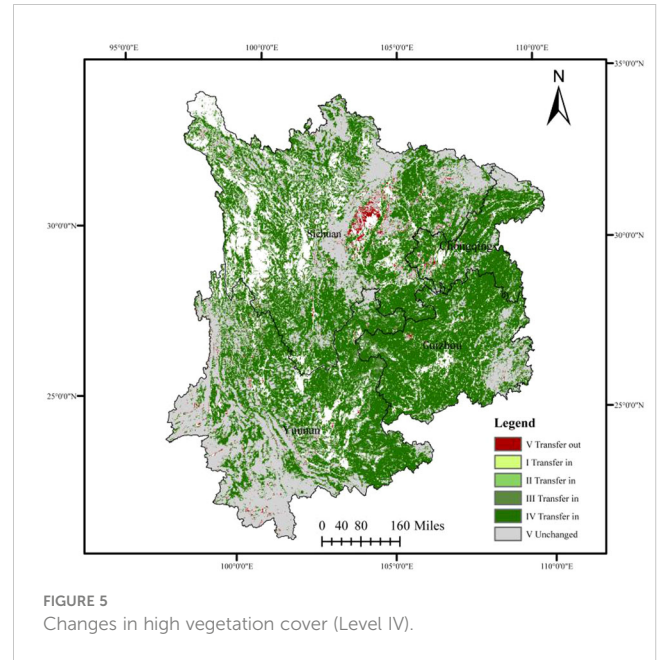 95°0'0"E 100°0'0"E 105°0'0"E 110°0'0"E
35°0'0"N
N
30°0'0"N
30°0'0"N
Sichuan
Chongqing
Guizhou
25°0'0"N
25°0'0"N
Yunnan
Legend
V Transfer out
I Transfer in
II Transfer in
III Transfer in
IV Transfer in
V Unchanged
0 40 80 160 Miles
100°0'0"E 105°0'0"E 110°0'0"E
FIGURE 5
Changes in high vegetation cover (Level IV).